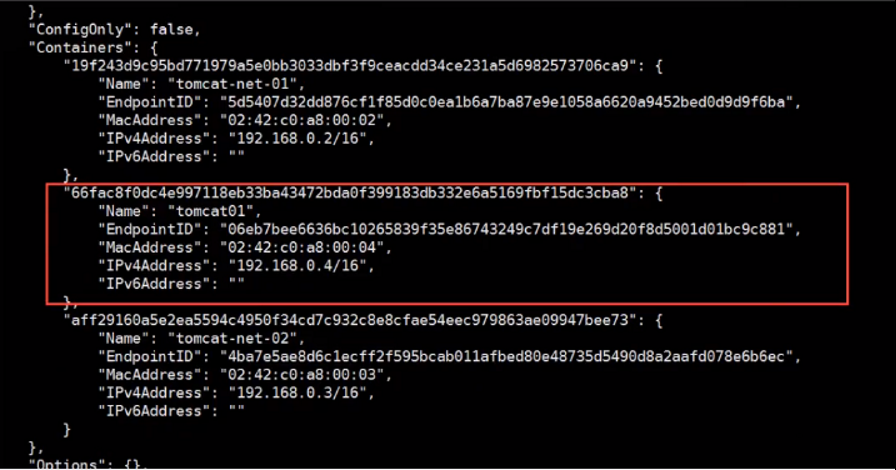 },
"ConfigOnly": false,
"Containers": {
"19f243d9c95bd771979a5e0bb3033dbf3f9ceacdd34ce231a5d6982573706ca9": {
"Name": "tomcat-net-01",
"EndpointID": "5d5407d32dd876cf1f85d0c0ea1b6a7ba87e9e1058a6620a9452bed0d9d9f6ba",
"MacAddress": "02:42:c0:a8:00:02",
"IPv4Address": "192.168.0.2/16",
"IPv6Address": ""
},
"66fac8f0dc4e997118eb33ba43472bda0f399183db332e6a5169fbf15dc3cba8": {
"Name": "tomcat01",
"EndpointID": "06eb7bee6636bc10265839f35e86743249c7df19e269d20f8d5001d01bc9c881",
"MacAddress": "02:42:c0:a8:00:04",
"IPv4Address": "192.168.0.4/16",
"IPv6Address": ""
},
"aff29160a5e2ea5594c4950f34cd7c932c8e8cfae54eec979863ae09947bee73": {
"Name": "tomcat-net-02",
"EndpointID": "4ba7e5ae8d6c1ecff2f595bcab011afbed80e48735d5490d8a2aafd078e6b6ec",
"MacAddress": "02:42:c0:a8:00:03",
"IPv4Address": "192.168.0.3/16",
"IPv6Address": ""
}
},
"Options": {},